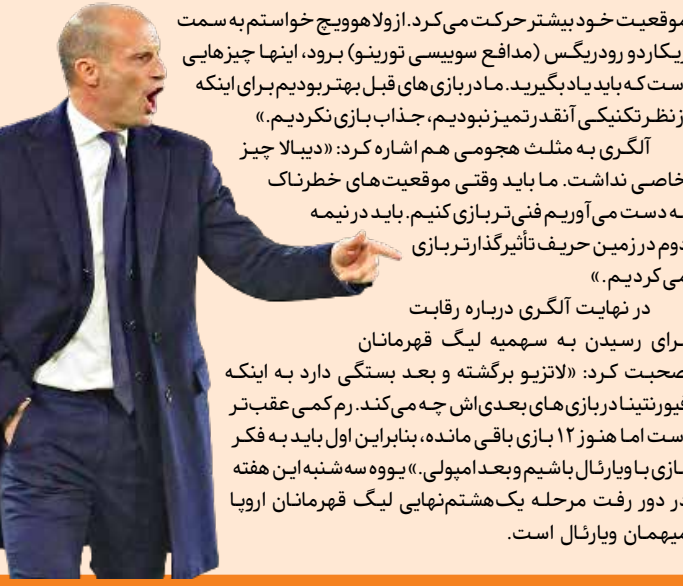 موقعیت خود بیشتر حرکت می‌کرد. از ولاهوویچ خواستم به سمت
ریکاردو رودریگس (مدافع سوییسی تورینو) برود، اینها چیزهایی
است که باید یاد بگیرید. ما در بازی‌های قبل بهتر بودیم برای اینکه
از نظر تکنیکی آنقدر تمیز نبودیم، جذاب بازی نکردیم.»
آلگری به مثلث هجومی هم اشاره کرد: «دیبالا چیز
خاصی نداشت. ما باید وقتی موقعیت‌های خطرناک
به دست می‌آوریم فنی‌تر بازی کنیم. باید در نیمه
دوم در زمین حریف تأثیرگذارتر بازی
می‌کردیم.»
در نهایت آلگری درباره رقابت
برای رسیدن به سهمیه لیگ قهرمانان
صحبت کرد: «لاتزیو برگشته و بعد بستگی دارد به اینکه
فیورنتینا در بازی‌های بعدی‌اش چه می‌کند. رم کمی عقب‌تر
است اما هنوز ۱۲ بازی باقی مانده، بنابراین اول باید به فکر
بازی با ویارئال باشیم و بعد امپولی.» یووه سه‌شنبه این هفته
در دور رفت مرحله یک‌هشتم‌نهایی لیگ قهرمانان اروپا
میهمان ویارئال است.